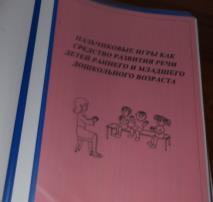 ПАЛЬЧИКОВЫЕ ИГРЫ КАК
СРЕДСТВО РАЗВИТИЯ РЕЧИ
ДЕТЕЙ РАННЕГО И МЛАДШЕГО
ДОШКОЛЬНОГО ВОЗРАСТА